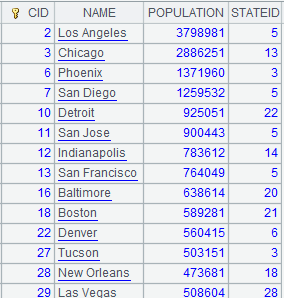 CID NAME POPULATION STATEID
2 Los Angeles 3798981 5
3 Chicago 2886251 13
6 Phoenix 1371960 3
7 San Diego 1259532 5
10 Detroit 925051 22
11 San Jose 900443 5
12 Indianapolis 783612 14
13 San Francisco 764049 5
16 Baltimore 638614 20
18 Boston 589281 21
22 Denver 560415 6
27 Tucson 503151 3
28 New Orleans 473681 18
29 Las Vegas 508604 28